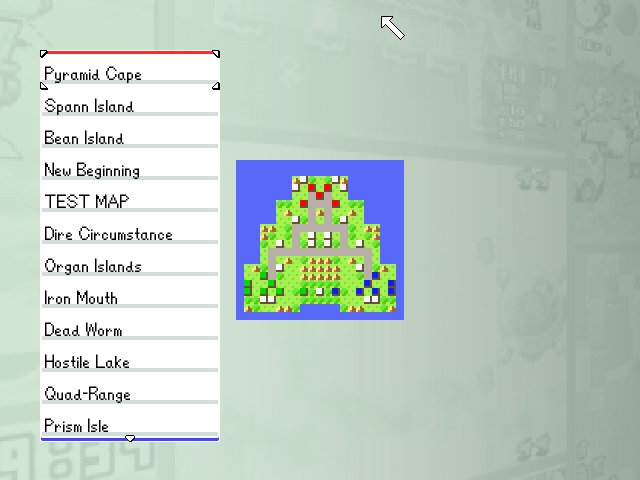 Pyramid Cape
Spann Island
Bean Island
New Beginning
TEST MAP
Dire Circumstance
Organ Islands
Iron Mouth
Dead Worm
Hostile Lake
Quad-Range
Prism Isle